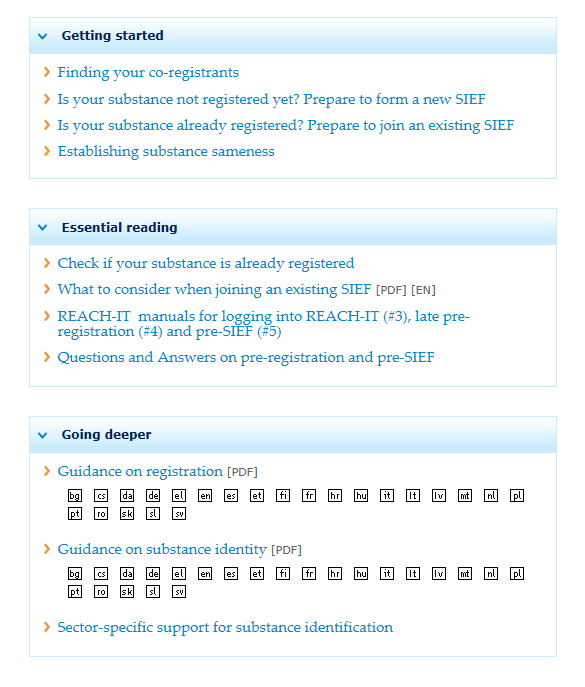 Getting started
Finding your co-registrants
Is your substance not registered yet? Prepare to form a new SIEF
Is your substance already registered? Prepare to join an existing SIEF
Establishing substance sameness
Essential reading
Check if your substance is already registered
What to consider when joining an existing SIEF [PDF] [EN]
REACH-IT manuals for logging into REACH-IT (#3), late pre-
registration (#4) and pre-SIEF (#5)
Questions and Answers on pre-registration and pre-SIEF
Going deeper
Guidance on registration [PDF]
bg cs da de el en es et fi fr hr hu it lt lv mt nl pl
pt ro sk sl sv
Guidance on substance identity [PDF]
bg cs da de el en es et fi fr hr hu it lt lv mt nl pl
pt ro sk sl sv
Sector-specific support for substance identification